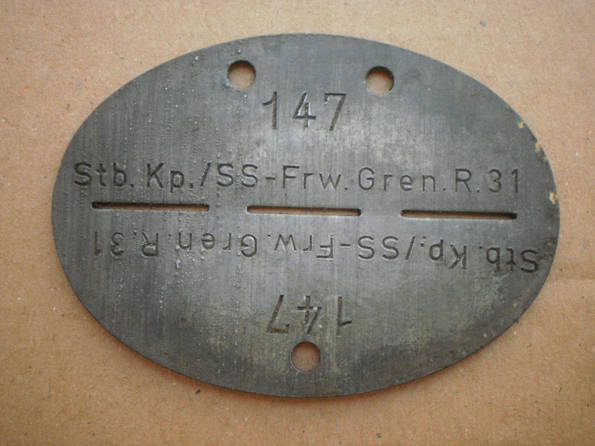 147
Stb. Kp./SS-Frw. Gren. R. 31
Stb. Kp./SS-Frw. Gren. R. 31
147